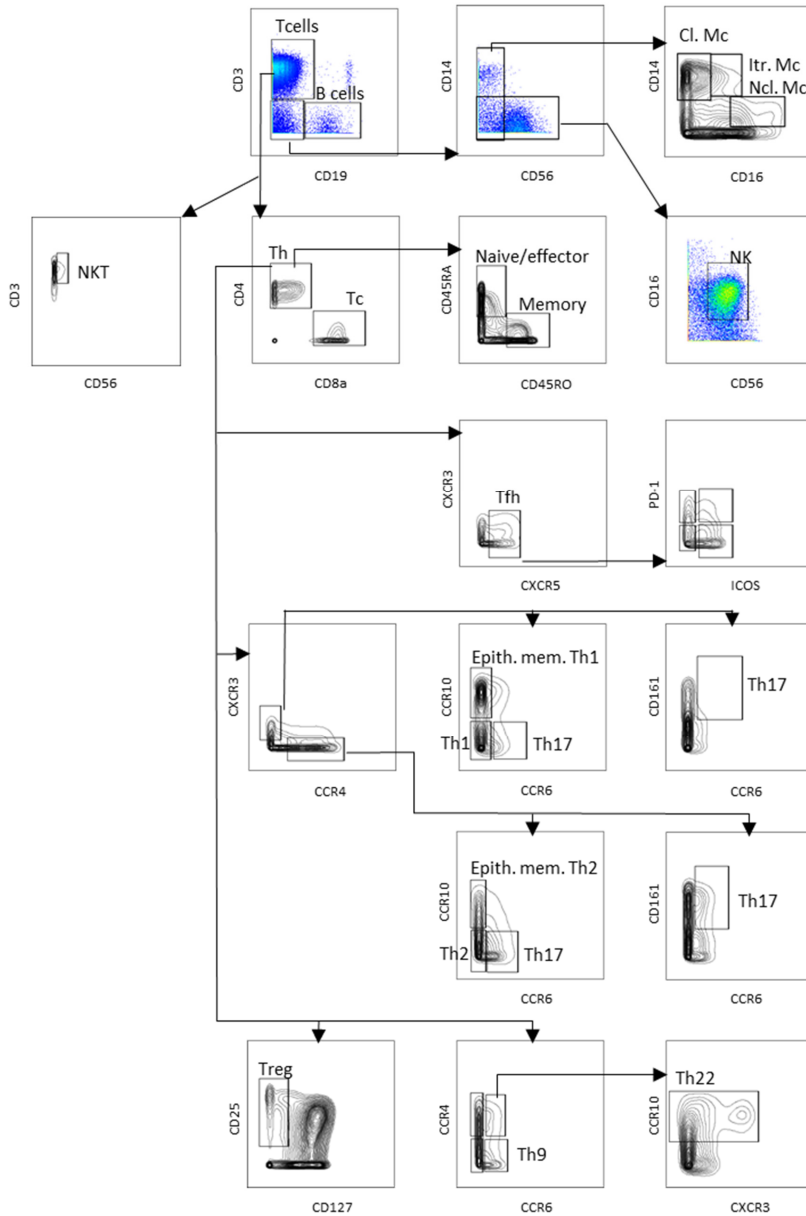 Tcells
B cells
CD3
CD19
CD14
CD56
Cl. Mc
Itr. Mc
Ncl. Mc
CD14
CD16
NKT
CD3
CD56
Th
Tc
CD4
CD8a
Naive/effector
Memory
CD45RA
CD45RO
NK
CD16
CD56
Tfh
CXCR3
CXCR5
PD-1
ICOS
CXCR3
CCR4
Epith. mem. Th1
Th1
Th17
CCR10
CCR6
Th17
CD161
CCR6
Epith. mem. Th2
Th2
Th17
CCR10
CCR6
Th17
CD161
CCR6
Treg
CD25
CD127
Th9
CCR4
CCR6
Th22
CCR10
CXCR3